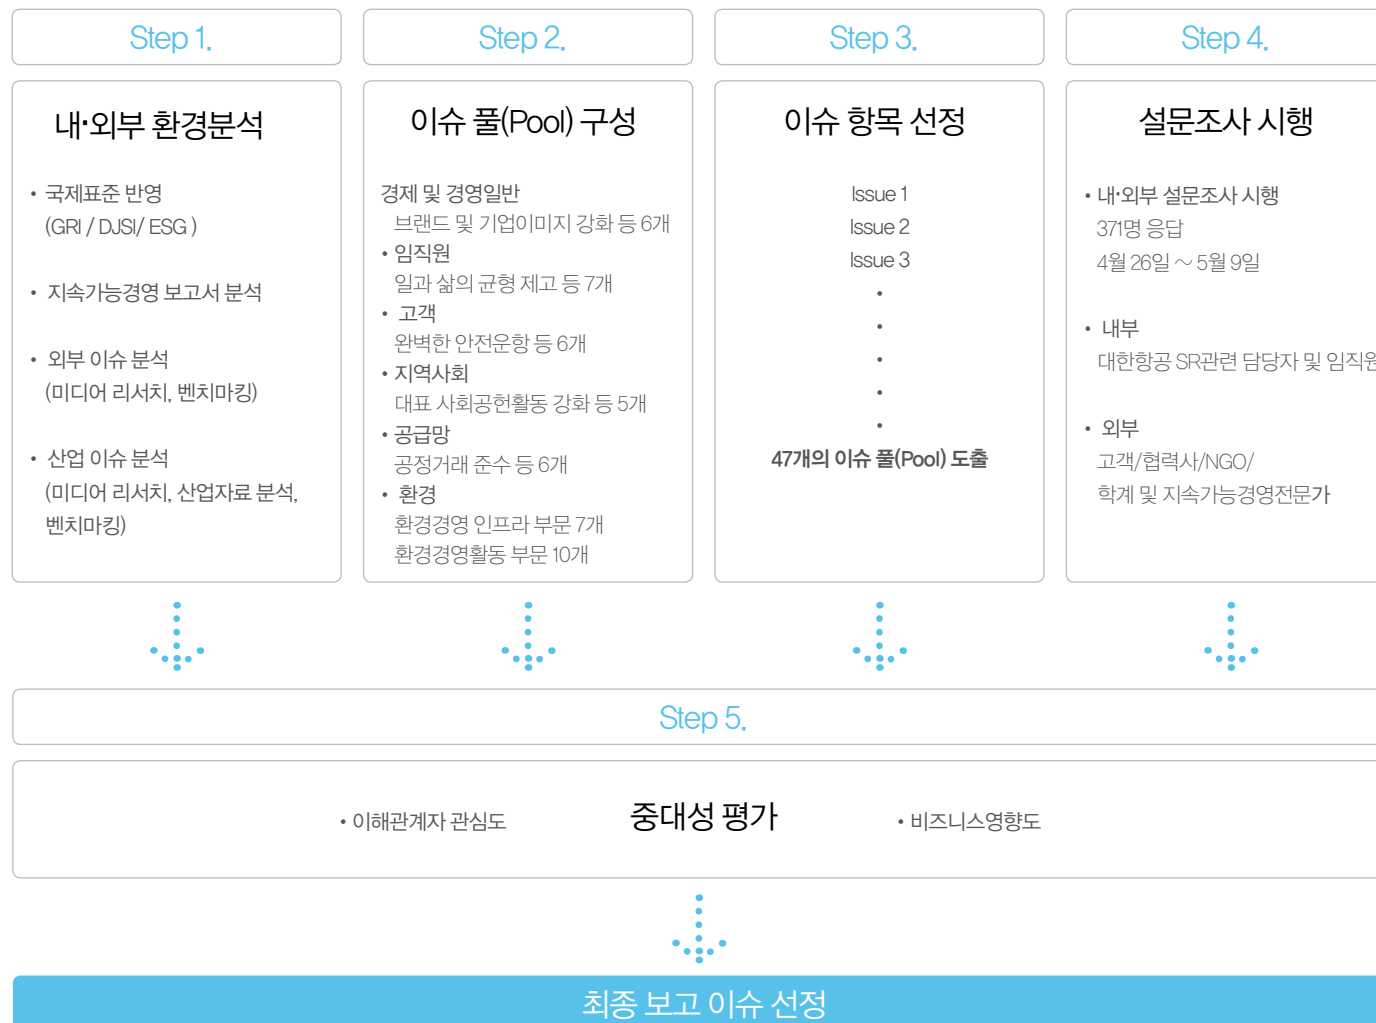 Step 1.
내·외부 환경분석
• 국제표준 반영
(GRI / DJSI/ ESG )
• 지속가능경영 보고서 분석
• 외부 이슈 분석
(미디어 리서치, 벤치마킹)
• 산업 이슈 분석
(미디어 리서치, 산업자료 분석,
벤치마킹)
Step 2.
이슈 풀(Pool) 구성
경제 및 경영일반
브랜드 및 기업이미지 강화 등 6개
• 임직원
일과 삶의 균형 제고 등 7개
• 고객
완벽한 안전운항 등 6개
• 지역사회
대표 사회공헌활동 강화 등 5개
• 공급망
공정거래 준수 등 6개
• 환경
환경경영 인프라 부문 7개
환경경영활동 부문 10개
Step 3.
이슈 항목 선정
Issue 1
Issue 2
Issue 3
•
•
•
•
•
47개의 이슈 풀(Pool) 도출
Step 4.
설문조사 시행
• 내·외부 설문조사 시행
371명 응답
4월 26일 ~ 5월 9일
• 내부
대한항공 SR관련 담당자 및 임직원
• 외부
고객/협력사/NGO/
학계 및 지속가능경영전문가
Step 5.
• 이해관계자 관심도 중대성 평가 • 비즈니스영향도
최종 보고 이슈 선정